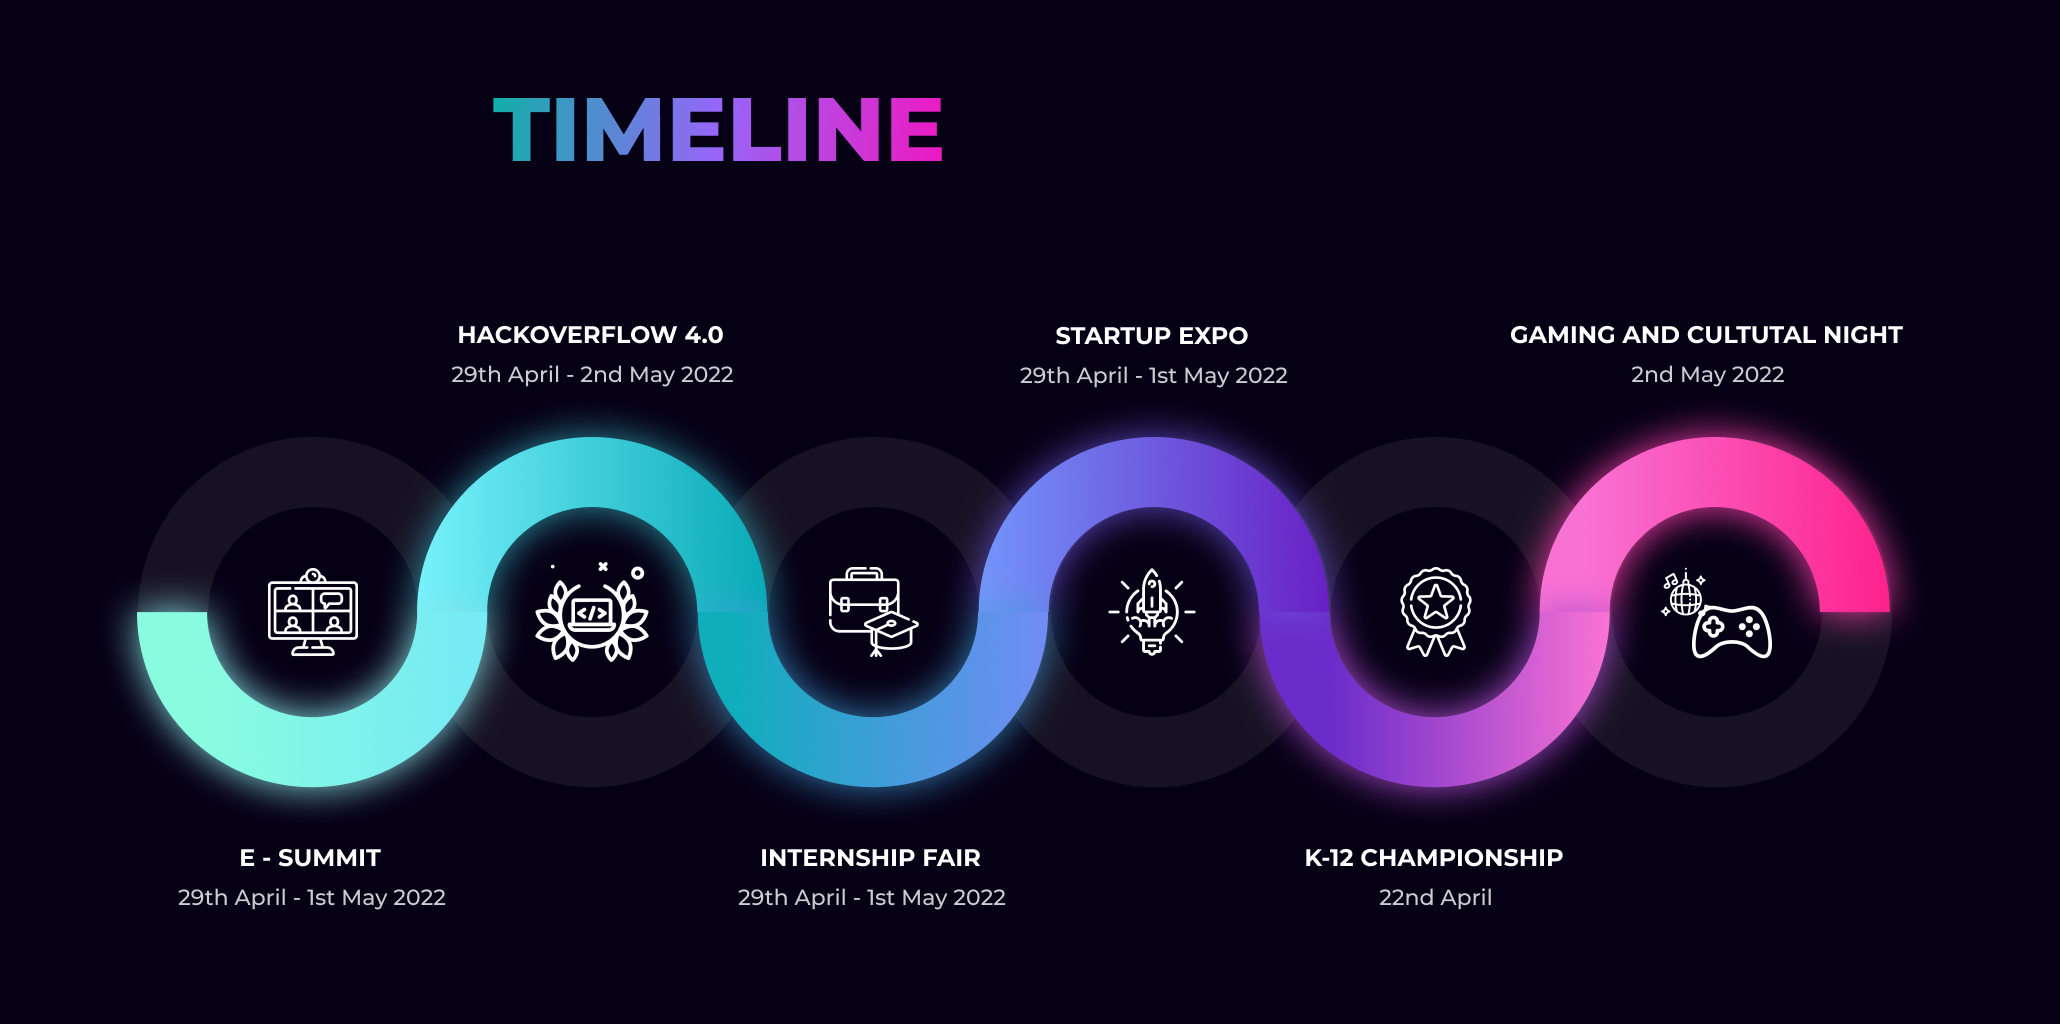 TIMELINE
HACKOVERFLOW 4.0
29th April - 2nd May 2022
STARTUP EXPO
29th April - 1st May 2022
GAMING AND CULTUTAL NIGHT
2nd May 2022
</>
E - SUMMIT
29th April - 1st May 2022
INTERNSHIP FAIR
29th April - 1st May 2022
K-12 CHAMPIONSHIP
22nd April